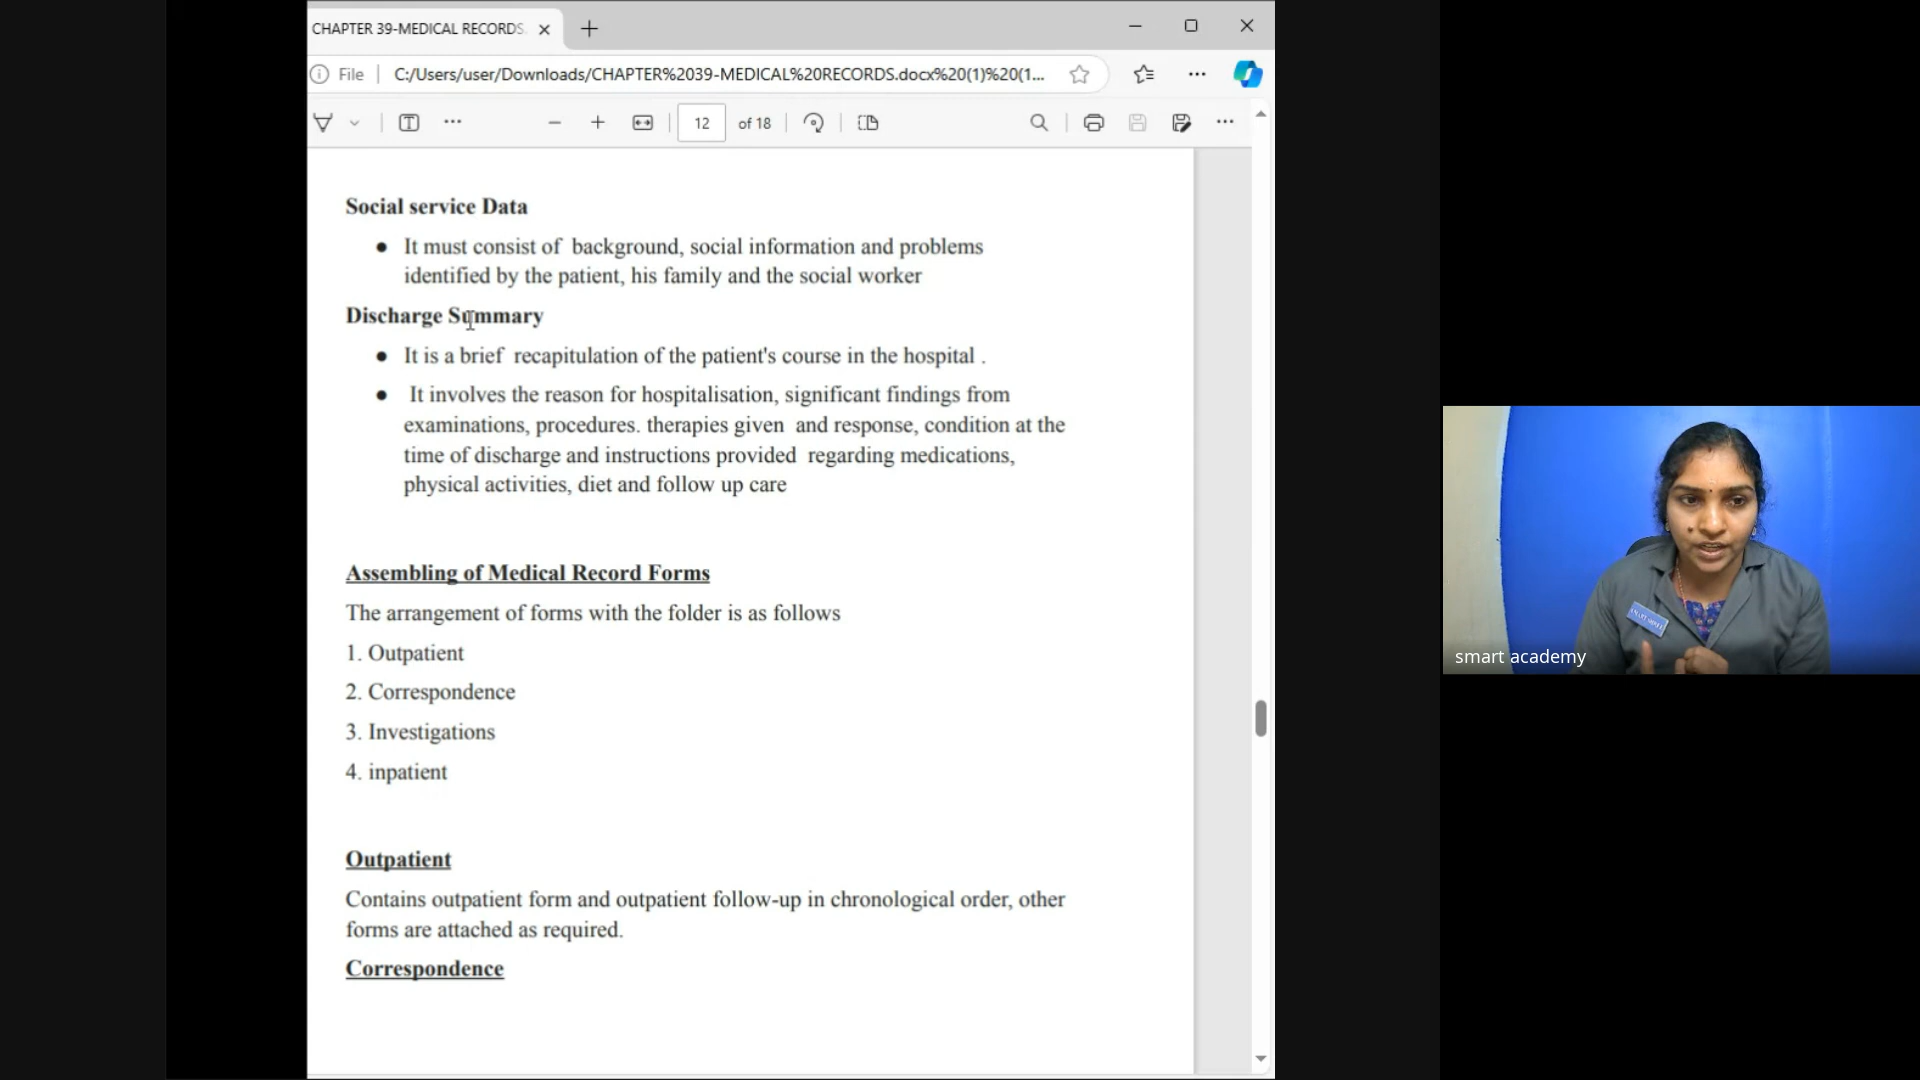 CHAPTER 39-MEDICAL RECORDS.
File
C:/Users/user/Downloads/CHAPTER%2039-MEDICAL%20RECORDS.docx%20(1)%20(1...
12 of 18
Social service Data
● It must consist of background, social information and problems
identified by the patient, his family and the social worker
Discharge Summary
● It is a brief recapitulation of the patient's course in the hospital .
● It involves the reason for hospitalisation, significant findings from
examinations, procedures. therapies given and response, condition at the
time of discharge and instructions provided regarding medications,
physical activities, diet and follow up care
Assembling of Medical Record Forms
The arrangement of forms with the folder is as follows
1. Outpatient
2. Correspondence
3. Investigations
4. inpatient
Outpatient
Contains outpatient form and outpatient follow-up in chronological order, other
forms are attached as required.
Correspondence
smart academy